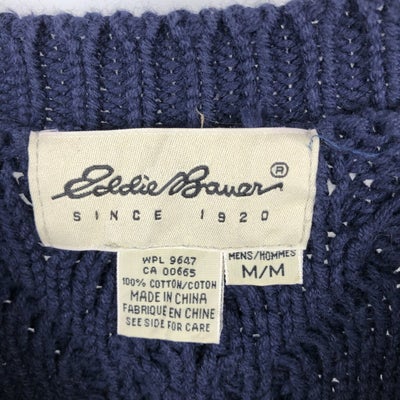 Eddie Bauer®
SINCE 1920
WPL 9647
CA 00665
100% COTTON/COTON
MADE IN CHINA
FABRIQUÉ EN CHINE
SEE SIDE FOR CARE
MENS/HOMMES
M/M